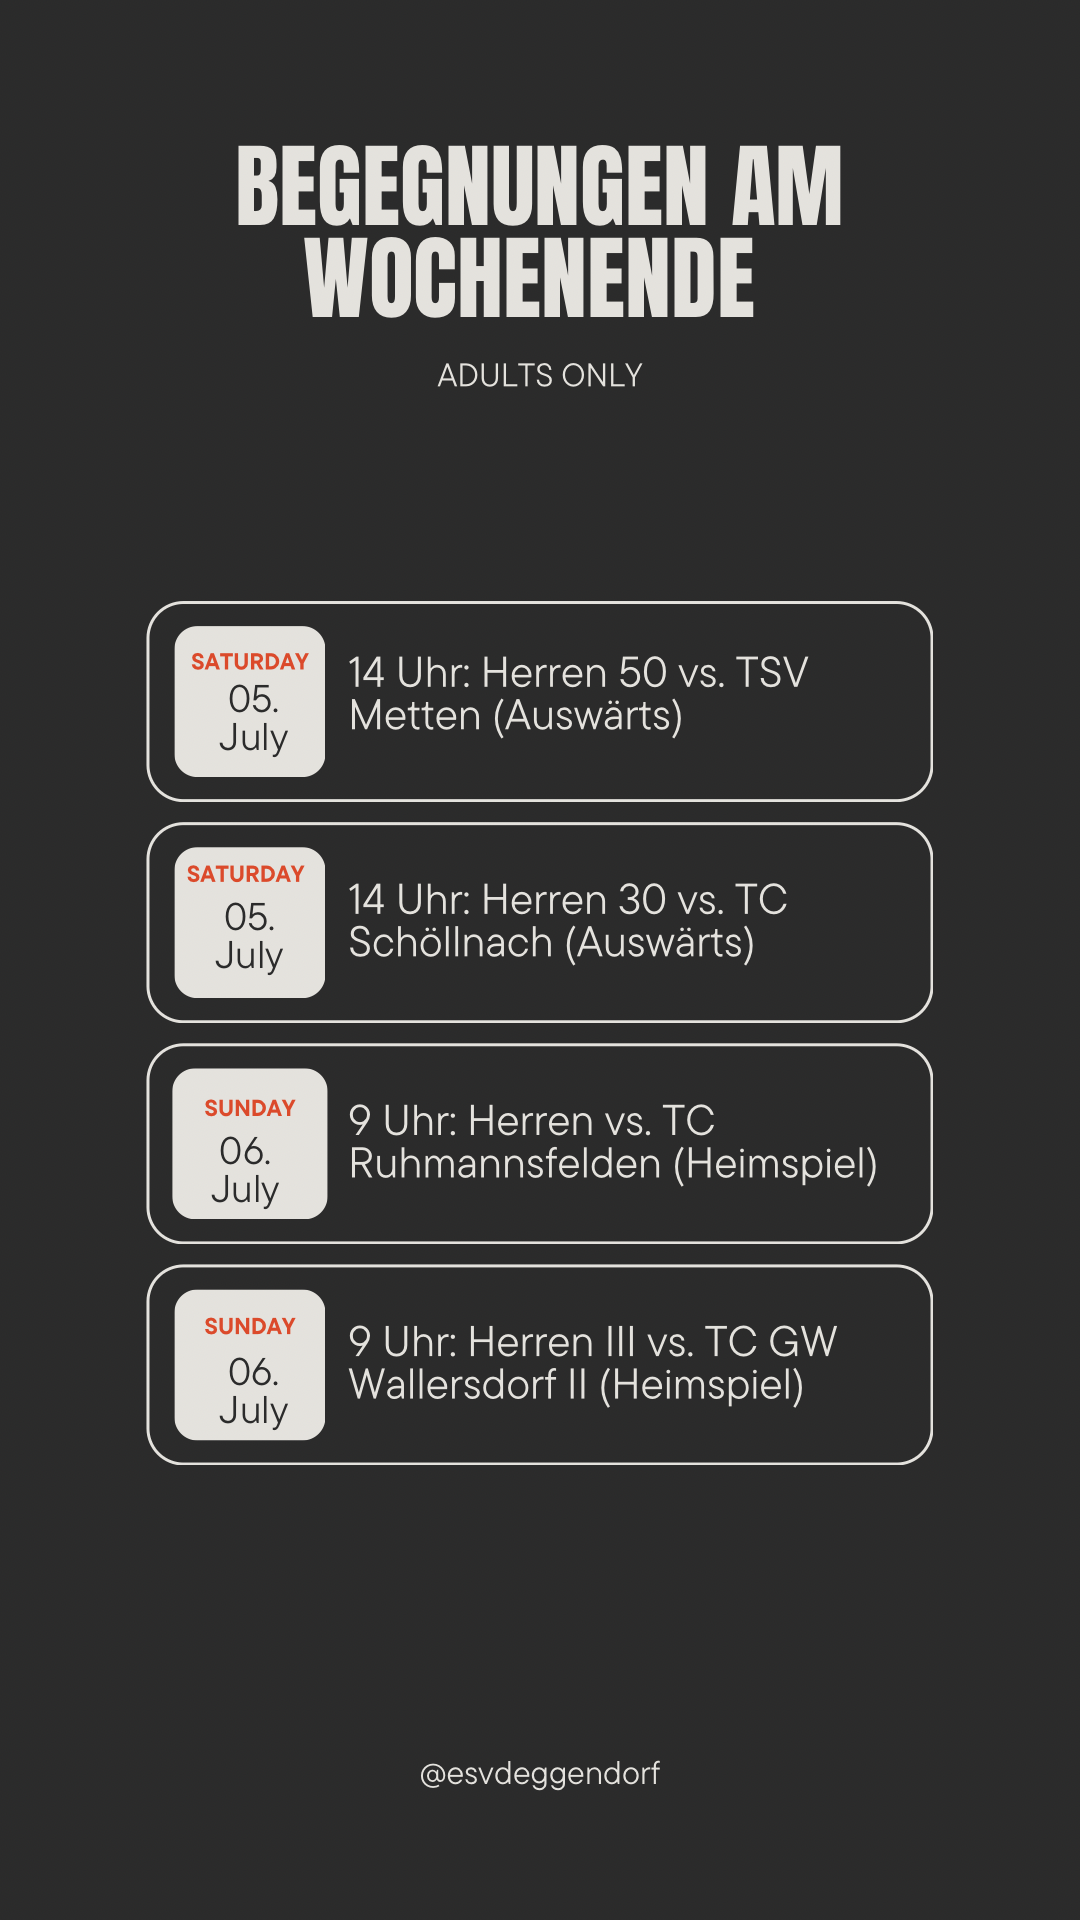 BEGEGNUNGEN AM
WOCHENENDE
ADULTS ONLY
SATURDAY
05.
July
14 Uhr: Herren 50 vs. TSV
Metten (Auswärts)
SATURDAY
05.
July
14 Uhr: Herren 30 vs. TC
Schöllnach (Auswärts)
SUNDAY
06.
July
9 Uhr: Herren vs. TC
Ruhmannsfelden (Heimspiel)
SUNDAY
06.
July
9 Uhr: Herren III vs. TC GW
Wallersdorf II (Heimspiel)
@esvdeggendorf